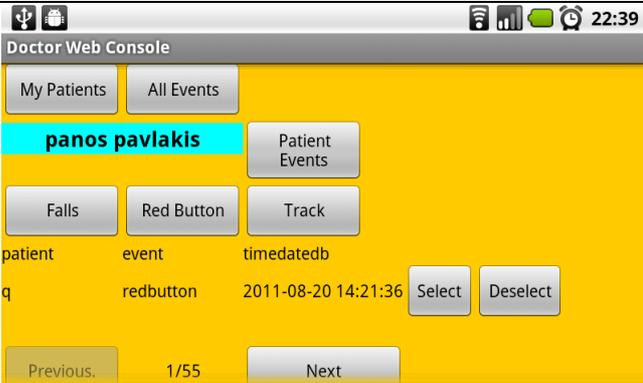 22:39
Doctor Web Console
My Patients All Events
panos pavlakis Patient Events
Falls Red Button Track
patient event timedatedb
q redbutton 2011-08-20 14:21:36 Select Deselect
Previous. 1/55 Next